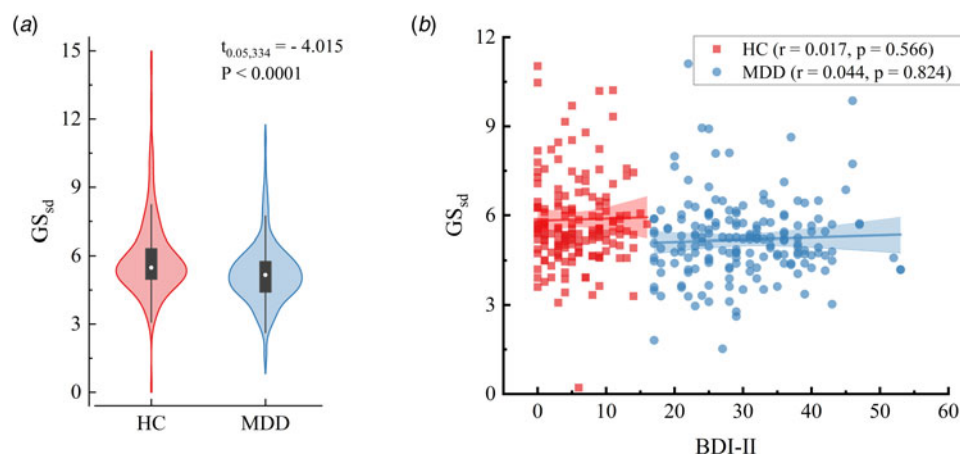 (a)
t0.05,334 = - 4.015
P < 0.0001
GSsd
15
12
9
6
3
0
HC
MDD
(b)
HC (r = 0.017, p = 0.566)
MDD (r = 0.044, p = 0.824)
GSsd
12
9
6
3
0
0
10
20
30
40
50
60
BDI-II